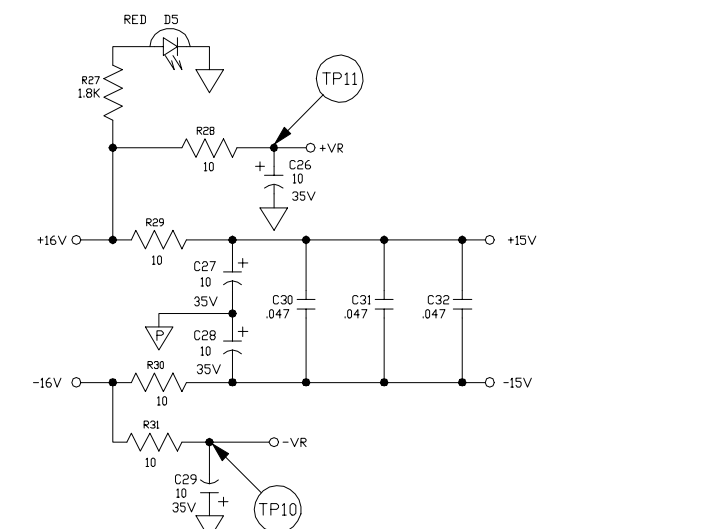 RED D5
R27
1.8K
TP11
R28
10
+VR
+ C26
10
35V
+16V
R29
10
+15V
C27 +
10
35V
C30
.047
C31
.047
C32
.047
P
C28 +
10
35V
-16V
R30
10
-15V
R31
10
-VR
C29
10
35V +
TP10